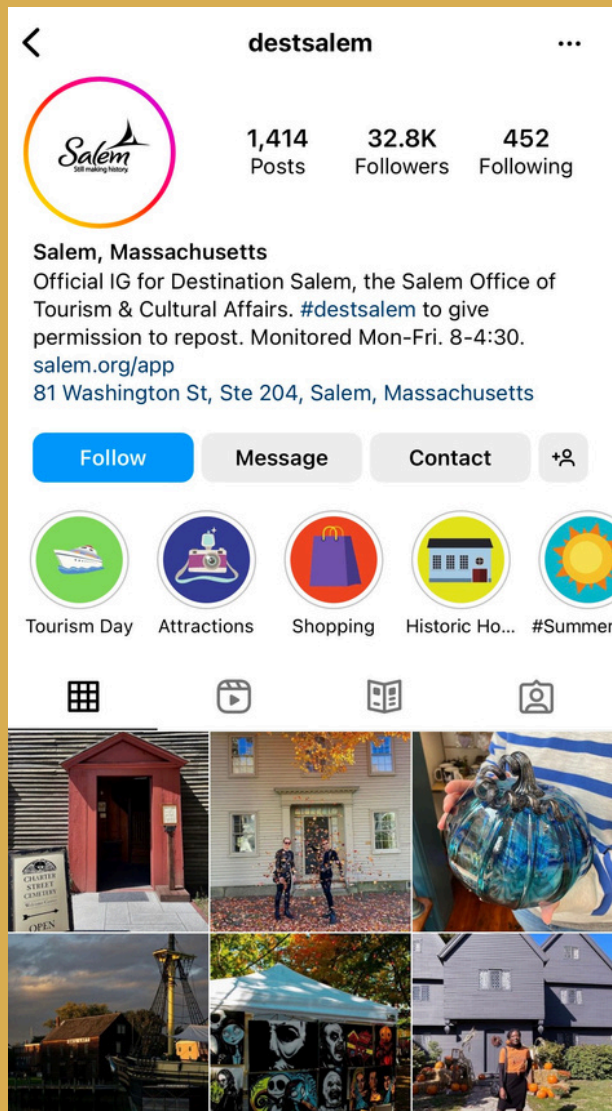 destsalem
Salem
Still making history.
1,414
Posts
32.8K
Followers
452
Following
Salem, Massachusetts
Official IG for Destination Salem, the Salem Office of
Tourism & Cultural Affairs. #destsalem to give
permission to repost. Monitored Mon-Fri. 8-4:30.
salem.org/app
81 Washington St, Ste 204, Salem, Massachusetts
Follow
Message
Contact
Tourism Day
Attractions
Shopping
Historic Ho...
#Summer
CHARTER
STREET
CEMETERY
OPEN